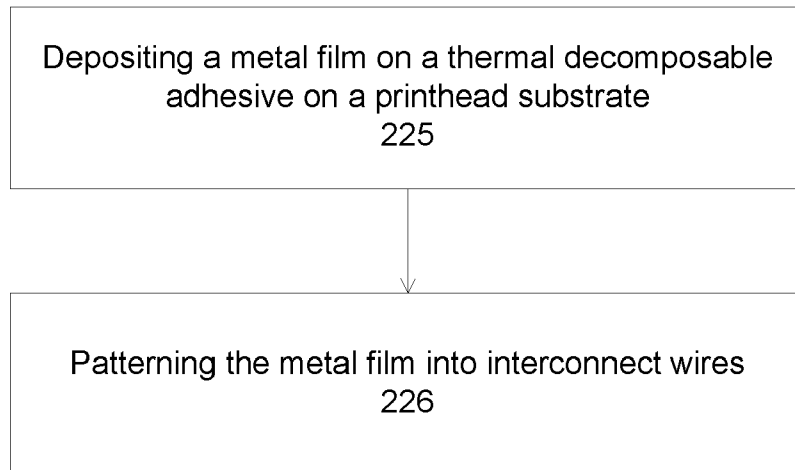 Depositing a metal film on a thermal decomposable
adhesive on a printhead substrate
225
Patterning the metal film into interconnect wires
226